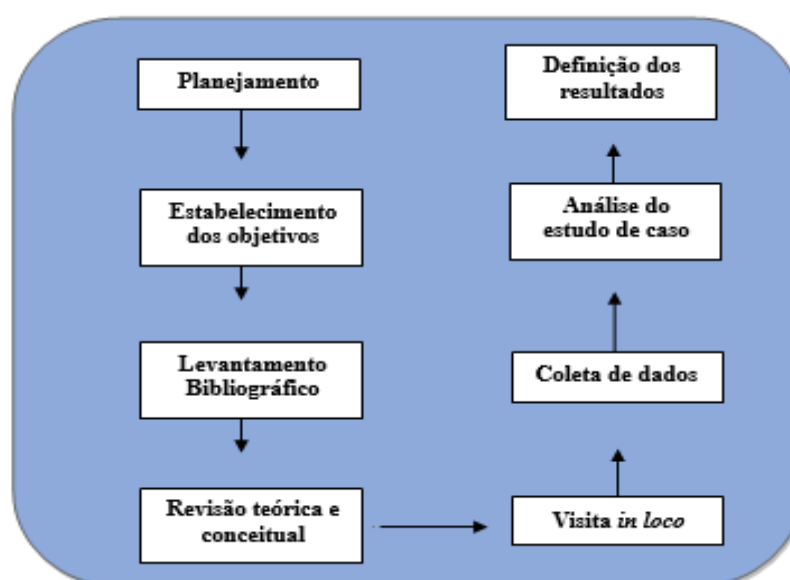 Planejamento
Estabelecimento
dos objetivos
Levantamento
Bibliográfico
Revisão teórica e
conceitual
Visita in loco
Coleta de dados
Análise do
estudo de caso
Definição dos
resultados